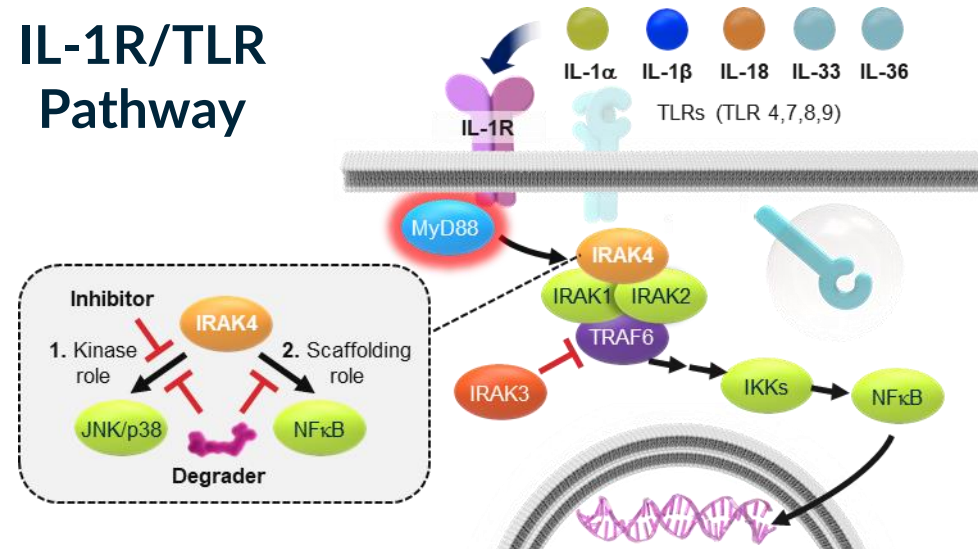 IL-1R/TLR
Pathway
IL-1α IL-1β IL-18 IL-33 IL-36
TLRs (TLR 4,7,8,9)
IL-1R
MyD88
IRAK4
IRAK1 IRAK2
TRAF6
IRAK3
IKKs
NFκB
Inhibitor
IRAK4
1. Kinase
role
2. Scaffolding
role
JNK/p38
NFκB
Degrader